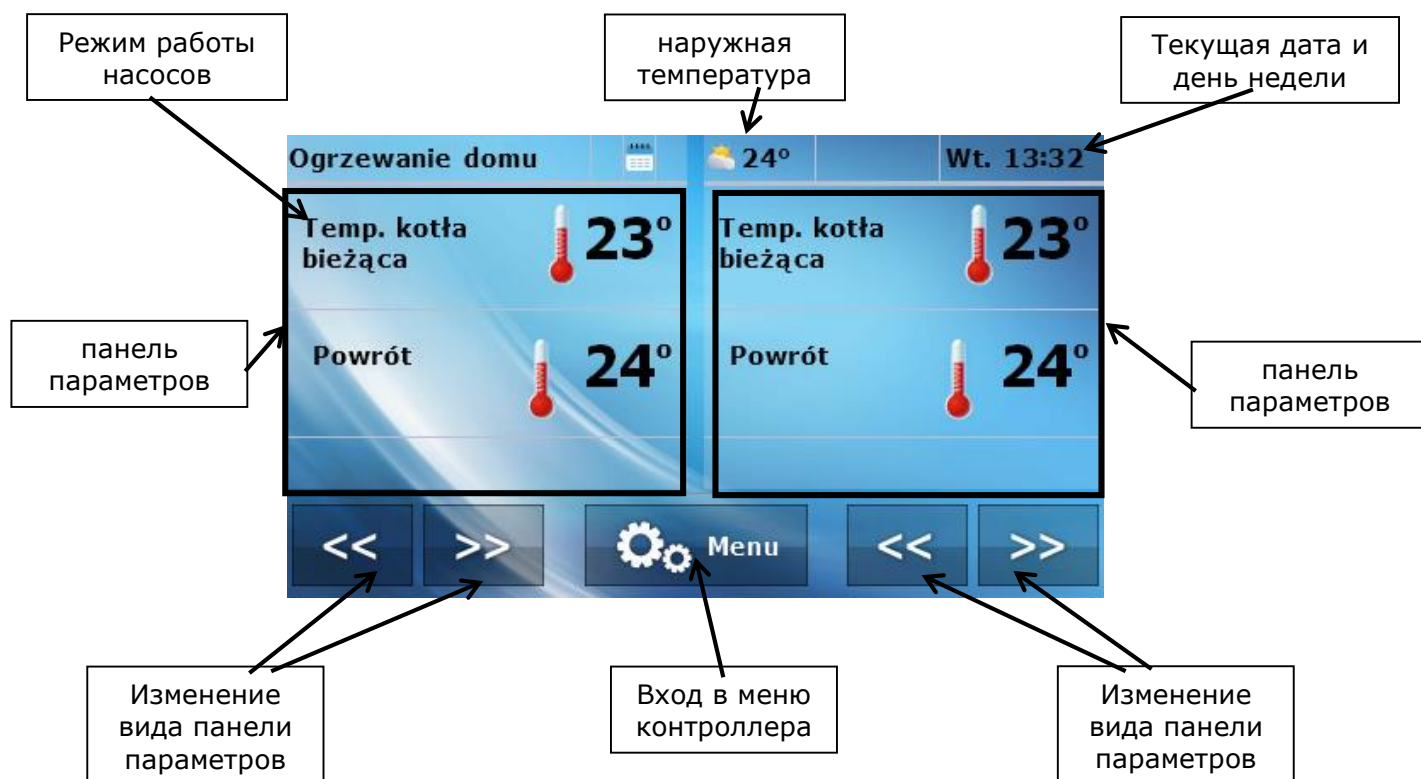 Режим работы
насосов
наружная
температура
Текущая дата и
день недели
Ogrzewanie domu
24°
Wt. 13:32
Temp. kotła
bieżąca
23°
Temp. kotła
bieżąca
23°
панель
параметров
Powrót
24°
Powrót
24°
панель
параметров
<<
>>
Menu
<<
>>
Изменение
вида панели
параметров
Вход в меню
контроллера
Изменение
вида панели
параметров